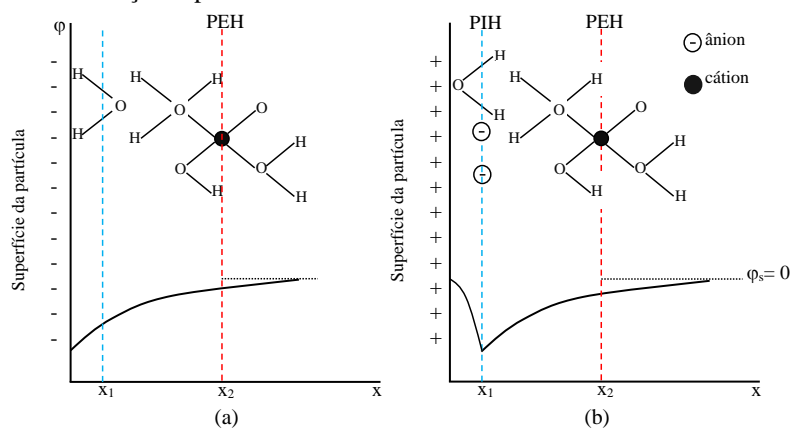 φ
PEH
Superfície da partícula
-
-
-
-
-
-
-
-
-
-
-
-
H
O
H
H
H
O
H
O
O
H
O
H
H
x₁
x₂
x
(a)
PIH
PEH
- ânion
cátion
Superfície da partícula
+
+
+
+
+
+
+
+
+
+
+
+
H
O
H
-
-
H
H
O
H
O
O
H
O
H
H
φₛ= 0
x₁
x₂
x
(b)